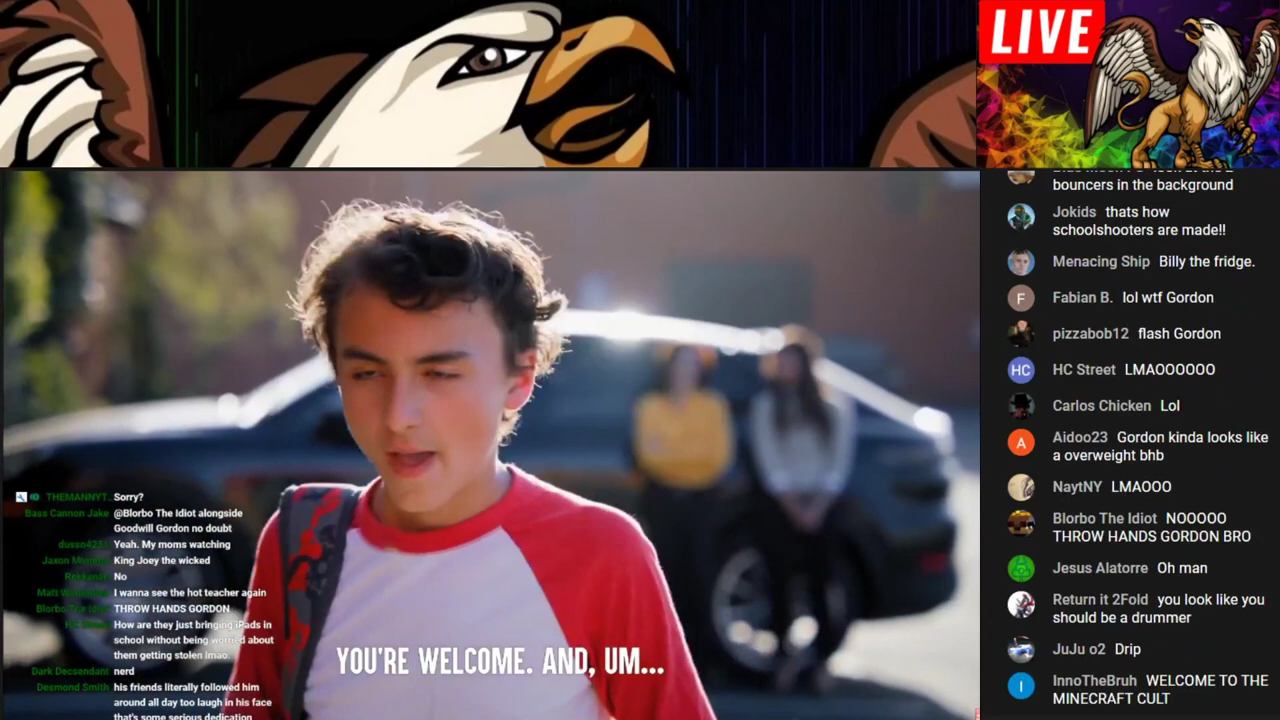 LIVE
bouncers in the background
Jokids thats how
schoolshooters are made!!
Menacing Ship Billy the fridge.
F Fabian B. lol wtf Gordon
pizzabob12 flash Gordon
HC HC Street LMAOOOOOO
Carlos Chicken Lol
A Aidoo23 Gordon kinda looks like
a overweight bhb
NaytNY LMAOOO
Blorbo The Idiot NOOOOO
THROW HANDS GORDON BRO
Jesus Alatorre Oh man
Return it 2Fold you look like you
should be a drummer
JuJu o2 Drip
I InnoTheBruh WELCOME TO THE
MINECRAFT CULT
THEMANNYT... Sorry?
Bass Cannon Jake @Blorbo The Idiot alongside
Goodwill Gordon no doubt
Yeah. My moms watching
Jaxon King Joey the wicked
No
Matt I wanna see the hot teacher again
Blorbo The Idiot THROW HANDS GORDON
How are they just bringing iPads in
school without being worried about
them getting stolen lmao.
Dark Decsendant nerd
Desmond Smith his friends literally followed him
around all day too laugh in his face
that's some serious dedication
YOU'RE WELCOME. AND, UM...